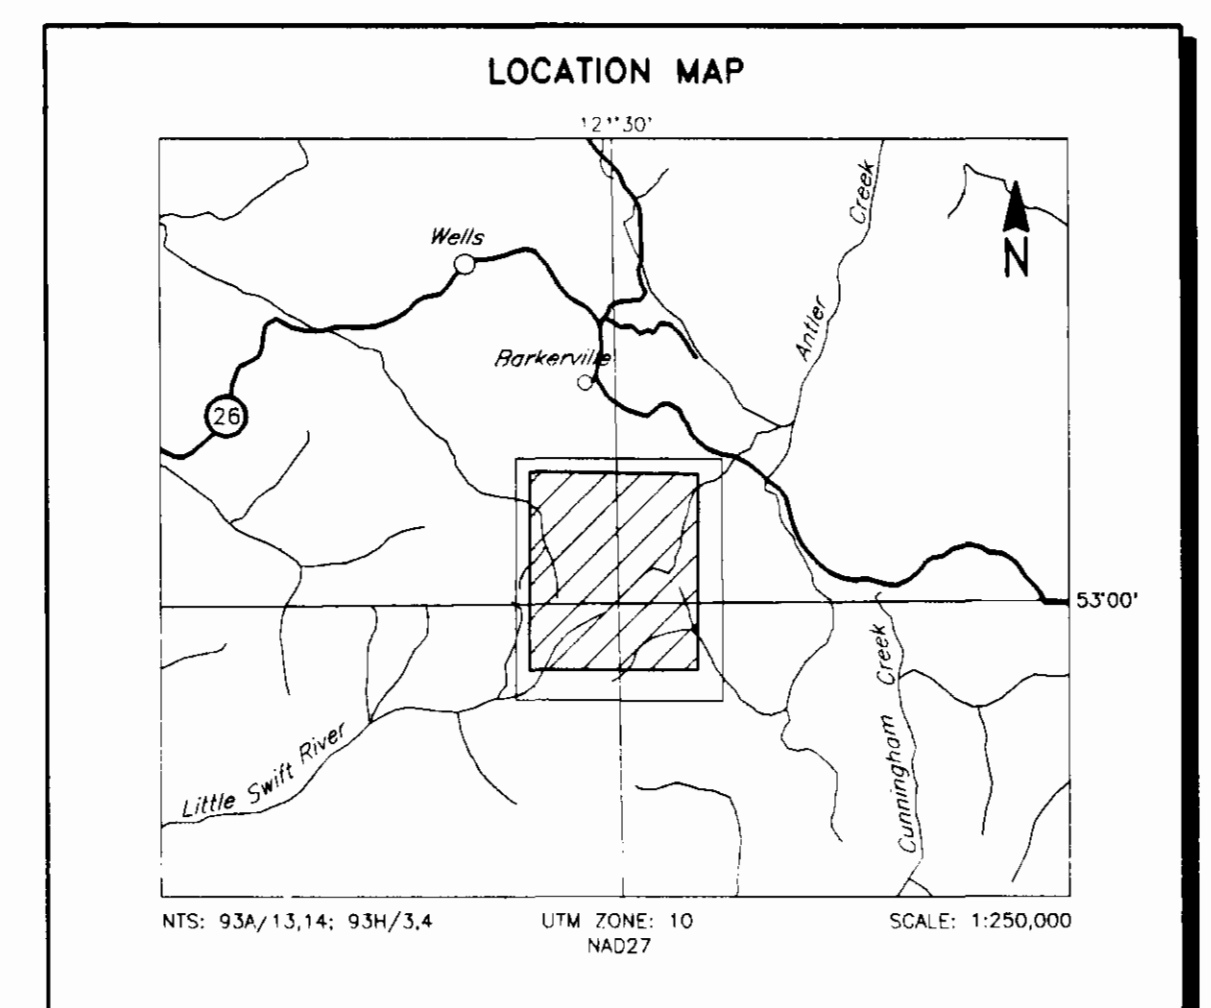 LOCATION MAP
121°30'
Creek
N
Wells
Antler
Barkerville
26
53°00'
Creek
Cunningham
Little Swift River
NTS: 93A/13,14; 93H/3,4 UTM ZONE: 10 SCALE: 1:250,000
NAD27